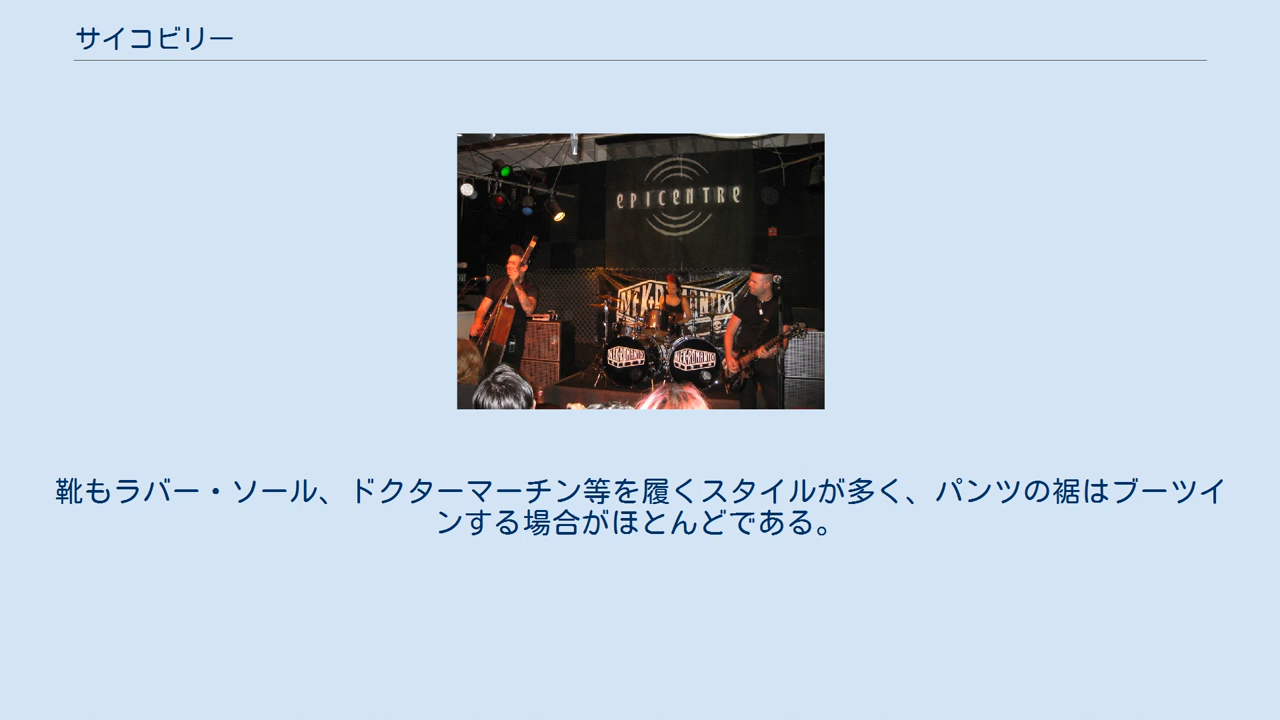 サイコビリー
epicentre
NEKROMANTIX
NEKROMANTIX
NEKROMANTIX
靴もラバー・ソール、ドクターマーチン等を履くスタイルが多く、パンツの裾はブーツイ
ンする場合がほとんどである。